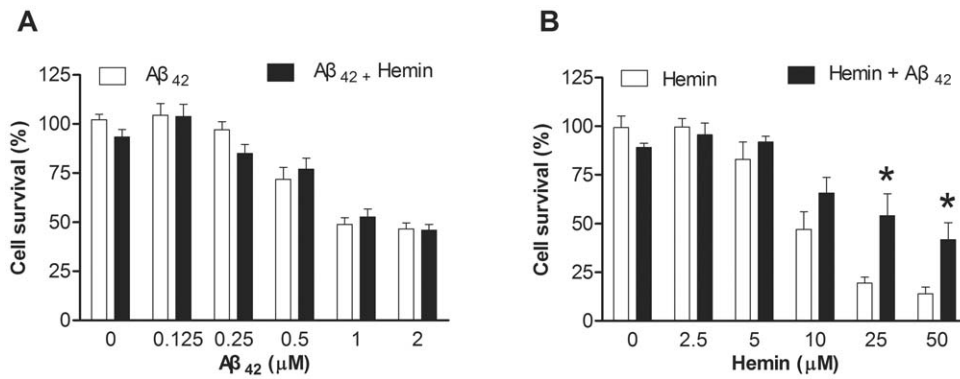 A
Aβ 42
Aβ 42 + Hemin
Cell survival (%)
125
100
75
50
25
0
0 0.125 0.25 0.5 1 2
Aβ 42 (μM)
B
Hemin
Hemin + Aβ 42
Cell survival (%)
125
100
75
50
25
0
* *
0 2.5 5 10 25 50
Hemin (μM)